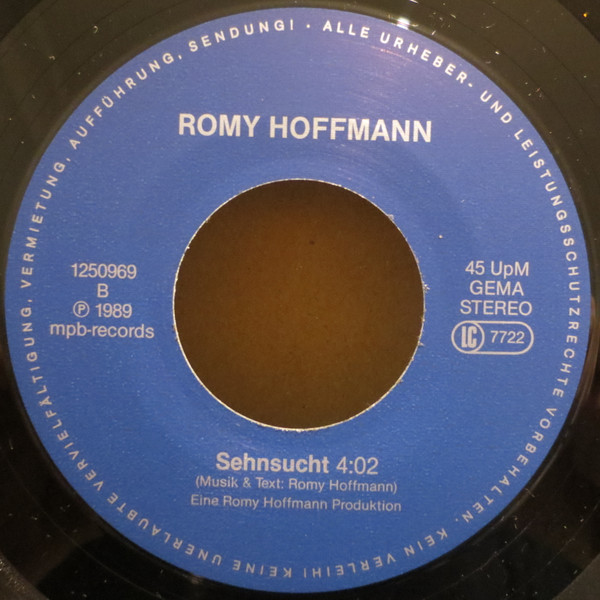 ALLE URHEBER- UND LEISTUNGSSCHUTZRECHTE VORBEHALTEN. KEIN VERLEIH! KEINE UNERLAUBTE VERVIELFÄLTIGUNG, VERMIETUNG, AUFFÜHRUNG, SENDUNG! ·
ROMY HOFFMANN
1250969
B
Ⓟ 1989
mpb-records
45 UpM
GEMA
STEREO
LC 7722
Sehnsucht 4:02
(Musik & Text: Romy Hoffmann)
Eine Romy Hoffmann Produktion